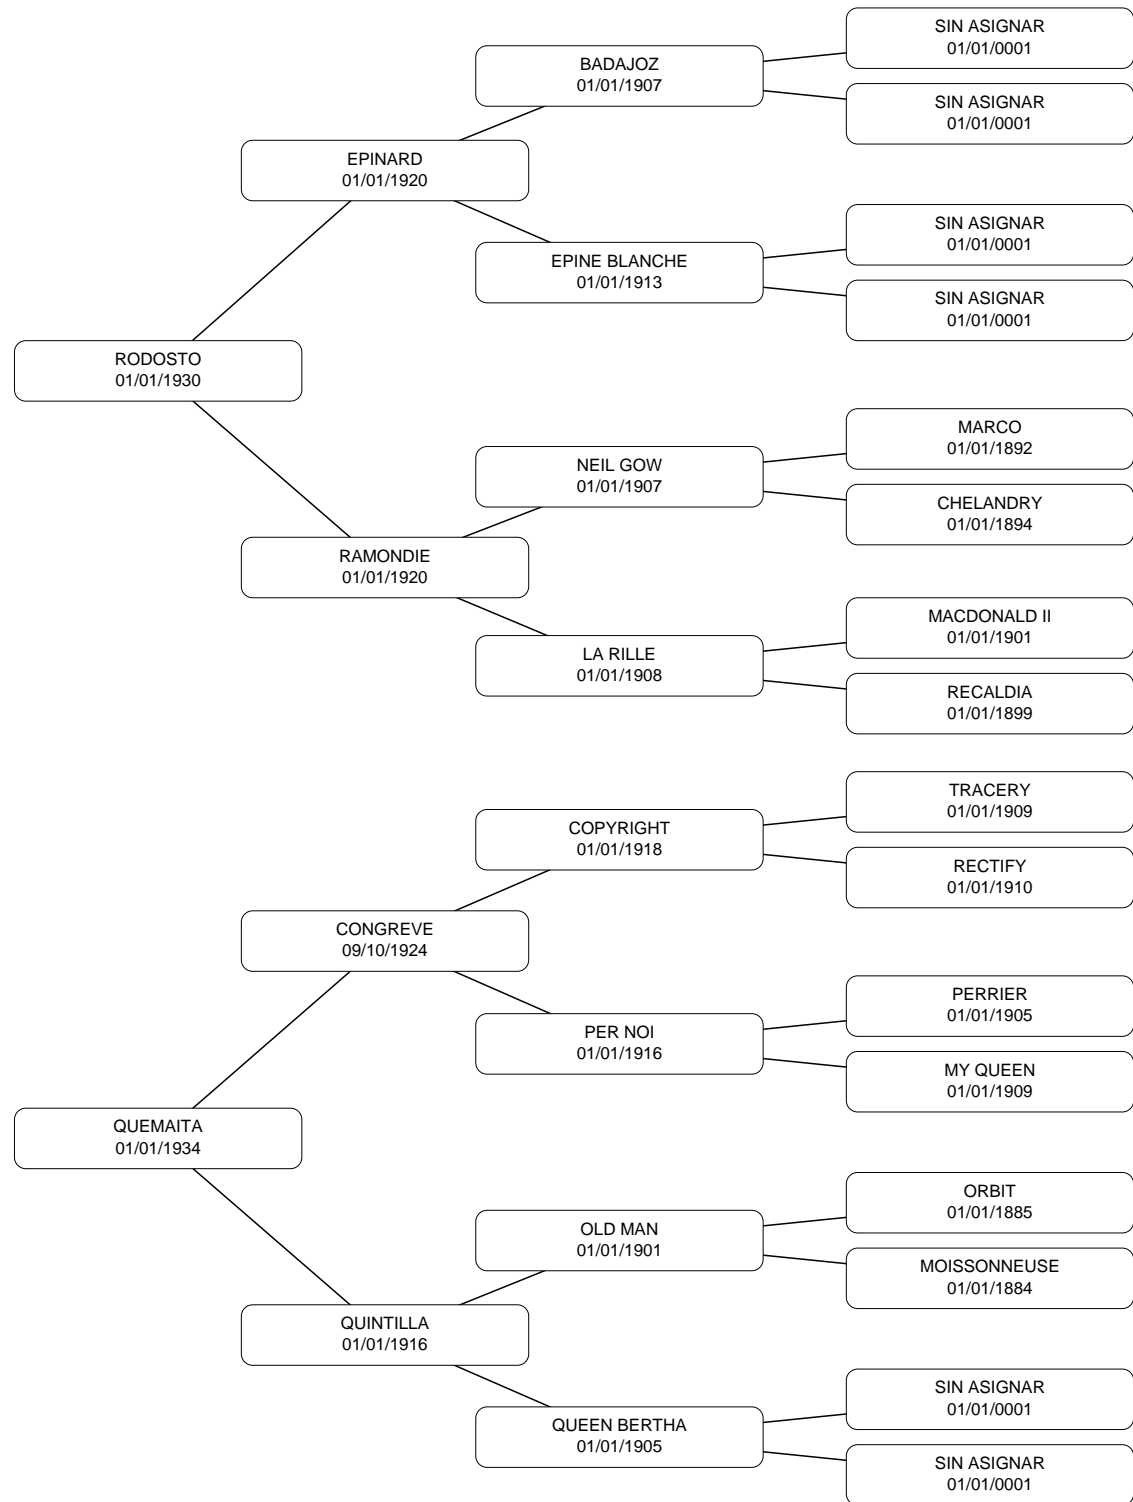 SIN ASIGNAR
01/01/0001
BADAJOZ
01/01/1907
SIN ASIGNAR
01/01/0001
EPINARD
01/01/1920
SIN ASIGNAR
01/01/0001
EPINE BLANCHE
01/01/1913
SIN ASIGNAR
01/01/0001
RODOSTO
01/01/1930
MARCO
01/01/1892
NEIL GOW
01/01/1907
CHELANDRY
01/01/1894
RAMONDIE
01/01/1920
MACDONALD II
01/01/1901
LA RILLE
01/01/1908
RECALDIA
01/01/1899
TRACERY
01/01/1909
COPYRIGHT
01/01/1918
RECTIFY
01/01/1910
CONGREVE
09/10/1924
PERRIER
01/01/1905
PER NOI
01/01/1916
MY QUEEN
01/01/1909
QUEMAITA
01/01/1934
ORBIT
01/01/1885
OLD MAN
01/01/1901
MOISSONNEUSE
01/01/1884
QUINTILLA
01/01/1916
SIN ASIGNAR
01/01/0001
QUEEN BERTHA
01/01/1905
SIN ASIGNAR
01/01/0001